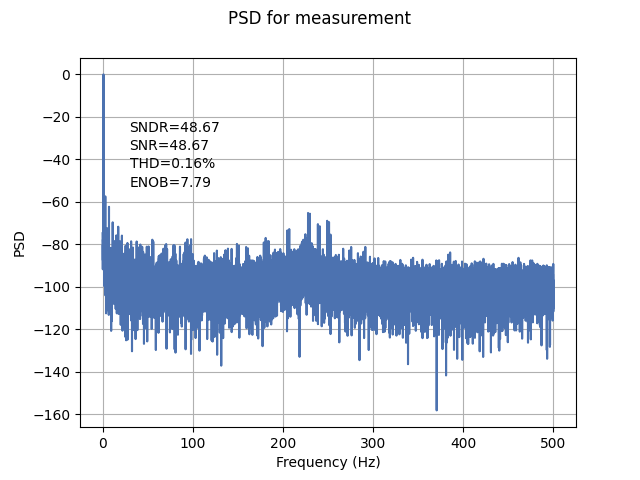 PSD for measurement
0
−20
−40
−60
−80
−100
−120
−140
−160
PSD
SNDR=48.67
SNR=48.67
THD=0.16%
ENOB=7.79
0 100 200 300 400 500
Frequency (Hz)